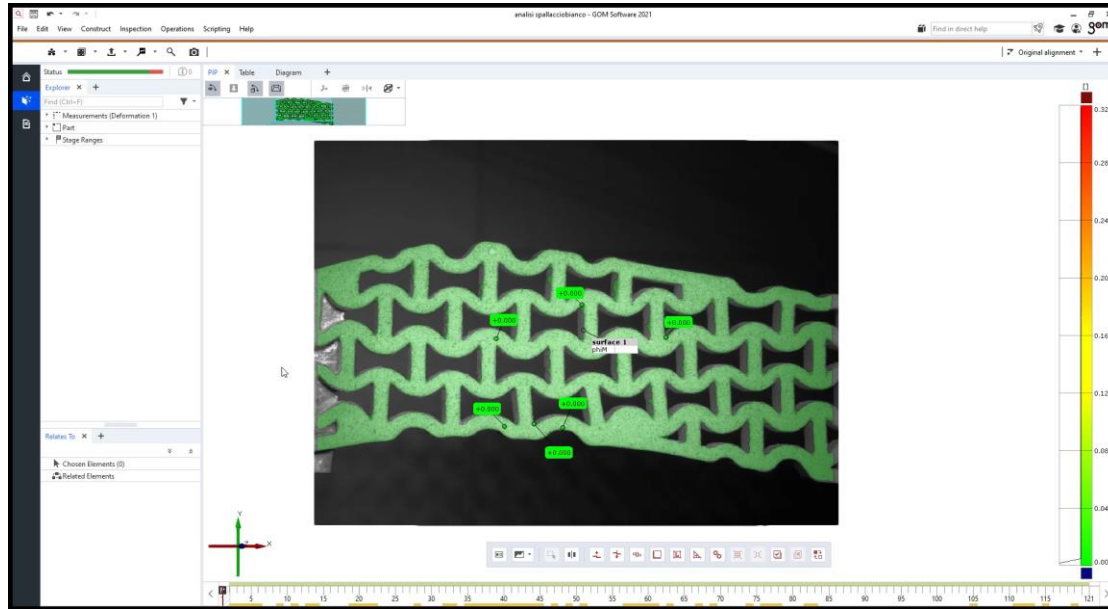 analisi spallacciobianco - GOM Software 2021
File Edit View Construct Inspection Operations Scripting Help
Find in direct help
gom
Original alignment
Status
0
Explorer
Find (Ctrl+F)
Measurements (Deformation 1)
Part
Stage Ranges
Relates To
Chosen Elements (0)
Related Elements
PIP Table Diagram
+0.000
+0.000
+0.000
surface 1
phiM
+0.000
+0.000
+0.000
Y
Z X
[]
0.32
0.28
0.24
0.20
0.16
0.12
0.08
0.04
0.00
5 10 15 20 25 30 35 40 45 50 55 60 65 70 75 80 85 90 95 100 105 110 115 121